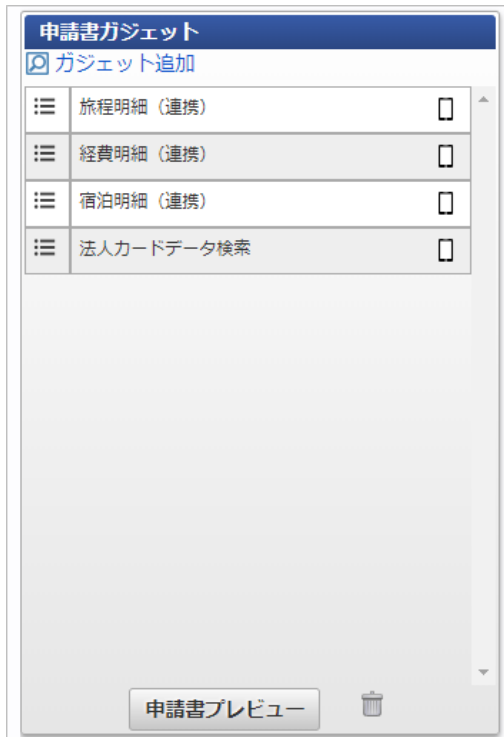 申請書ガジェット
ガジェット追加
旅程明細（連携）
経費明細（連携）
宿泊明細（連携）
法人カードデータ検索
申請書プレビュー